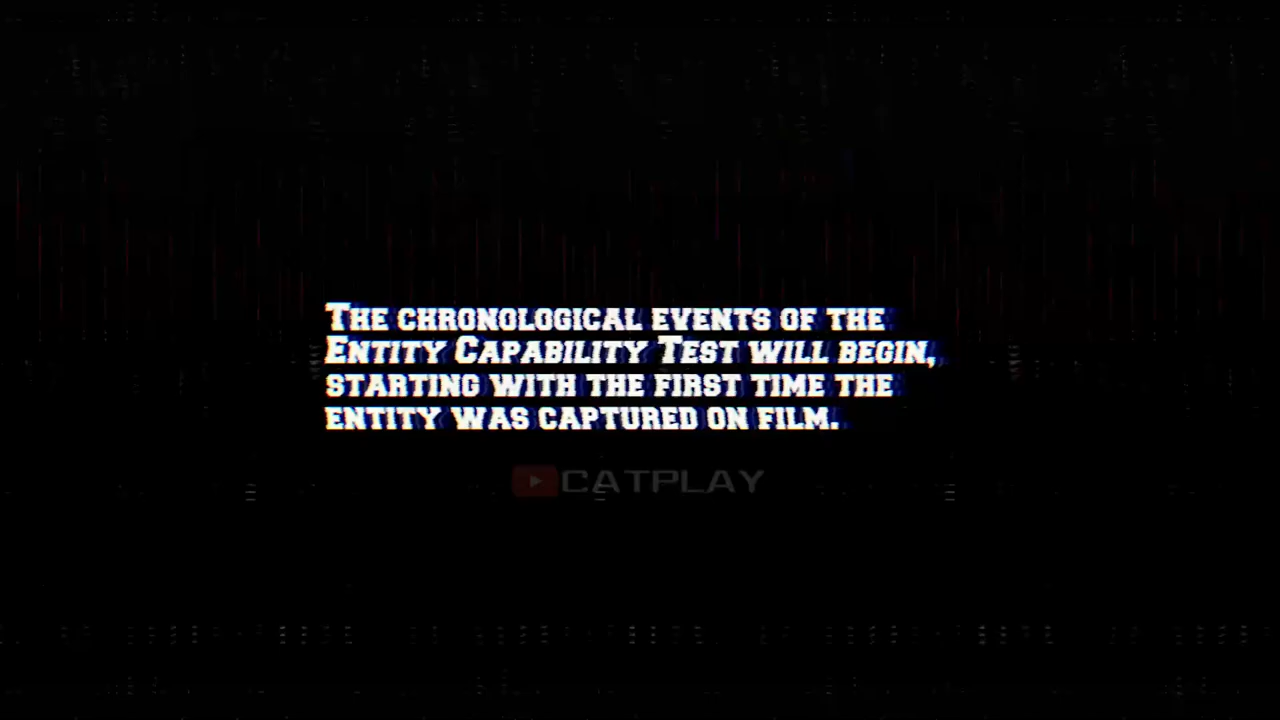 The chronological events of the
Entity Capability Test will begin,
starting with the first time the
entity was captured on film.
CATPLAY